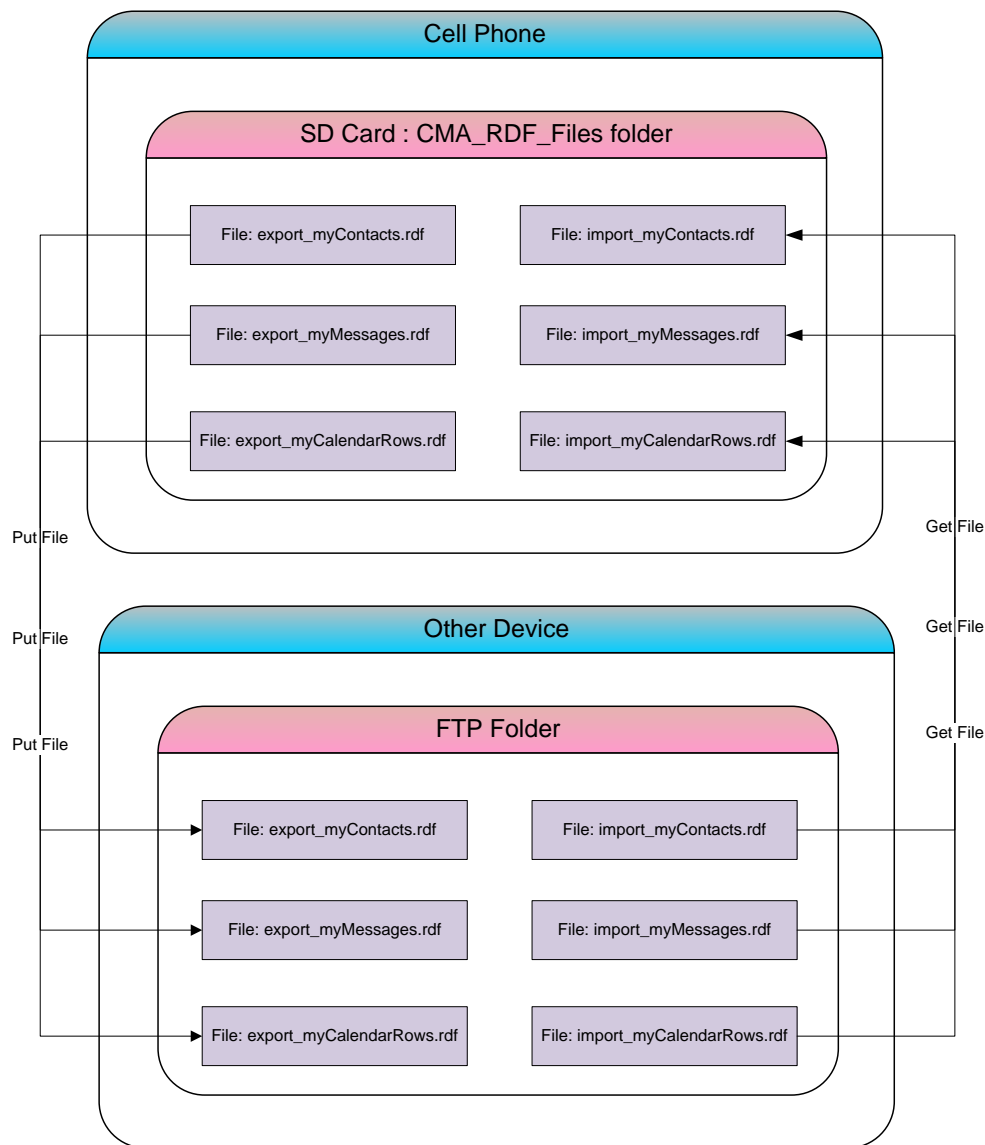 Cell Phone
SD Card : CMA_RDF_Files folder
File: export_myContacts.rdf
File: import_myContacts.rdf
File: export_myMessages.rdf
File: import_myMessages.rdf
File: export_myCalendarRows.rdf
File: import_myCalendarRows.rdf
Put File
Get File
Put File
Get File
Other Device
Put File
Get File
FTP Folder
File: export_myContacts.rdf
File: import_myContacts.rdf
File: export_myMessages.rdf
File: import_myMessages.rdf
File: export_myCalendarRows.rdf
File: import_myCalendarRows.rdf